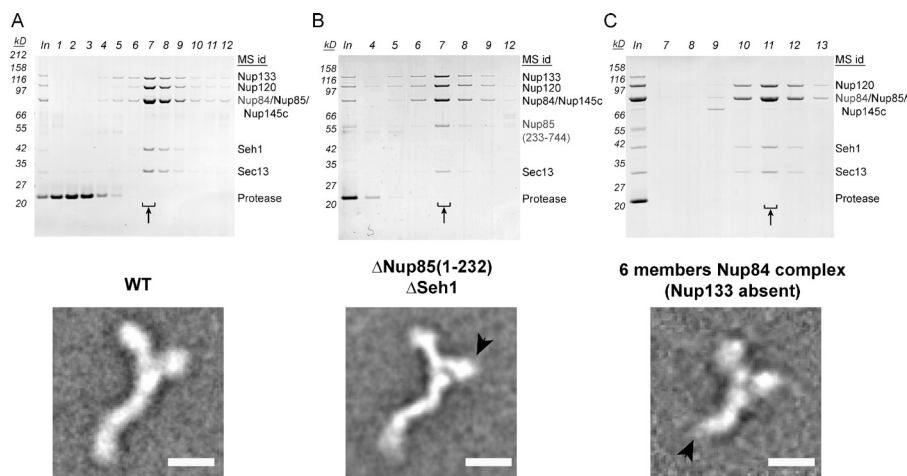 A
kD
In 1 2 3 4 5 6 7 8 9 10 11 12
MS id
212
158
116
97
66
55
42
35
27
20
Nup133
Nup120
Nup84/Nup85/
Nup145c
Seh1
Sec13
Protease
WT
B
kD
In 4 5 6 7 8 9 12
MS id
158
116
97
66
55
42
35
27
20
Nup133
Nup120
Nup84/Nup145c
Nup85
(233-744)
Sec13
Protease
ΔNup85(1-232)
ΔSeh1
C
kD
In 7 8 9 10 11 12 13
MS id
212
158
116
97
66
55
42
35
27
20
Nup120
Nup84/Nup85/
Nup145c
Seh1
Sec13
Protease
6 members Nup84 complex
(Nup133 absent)